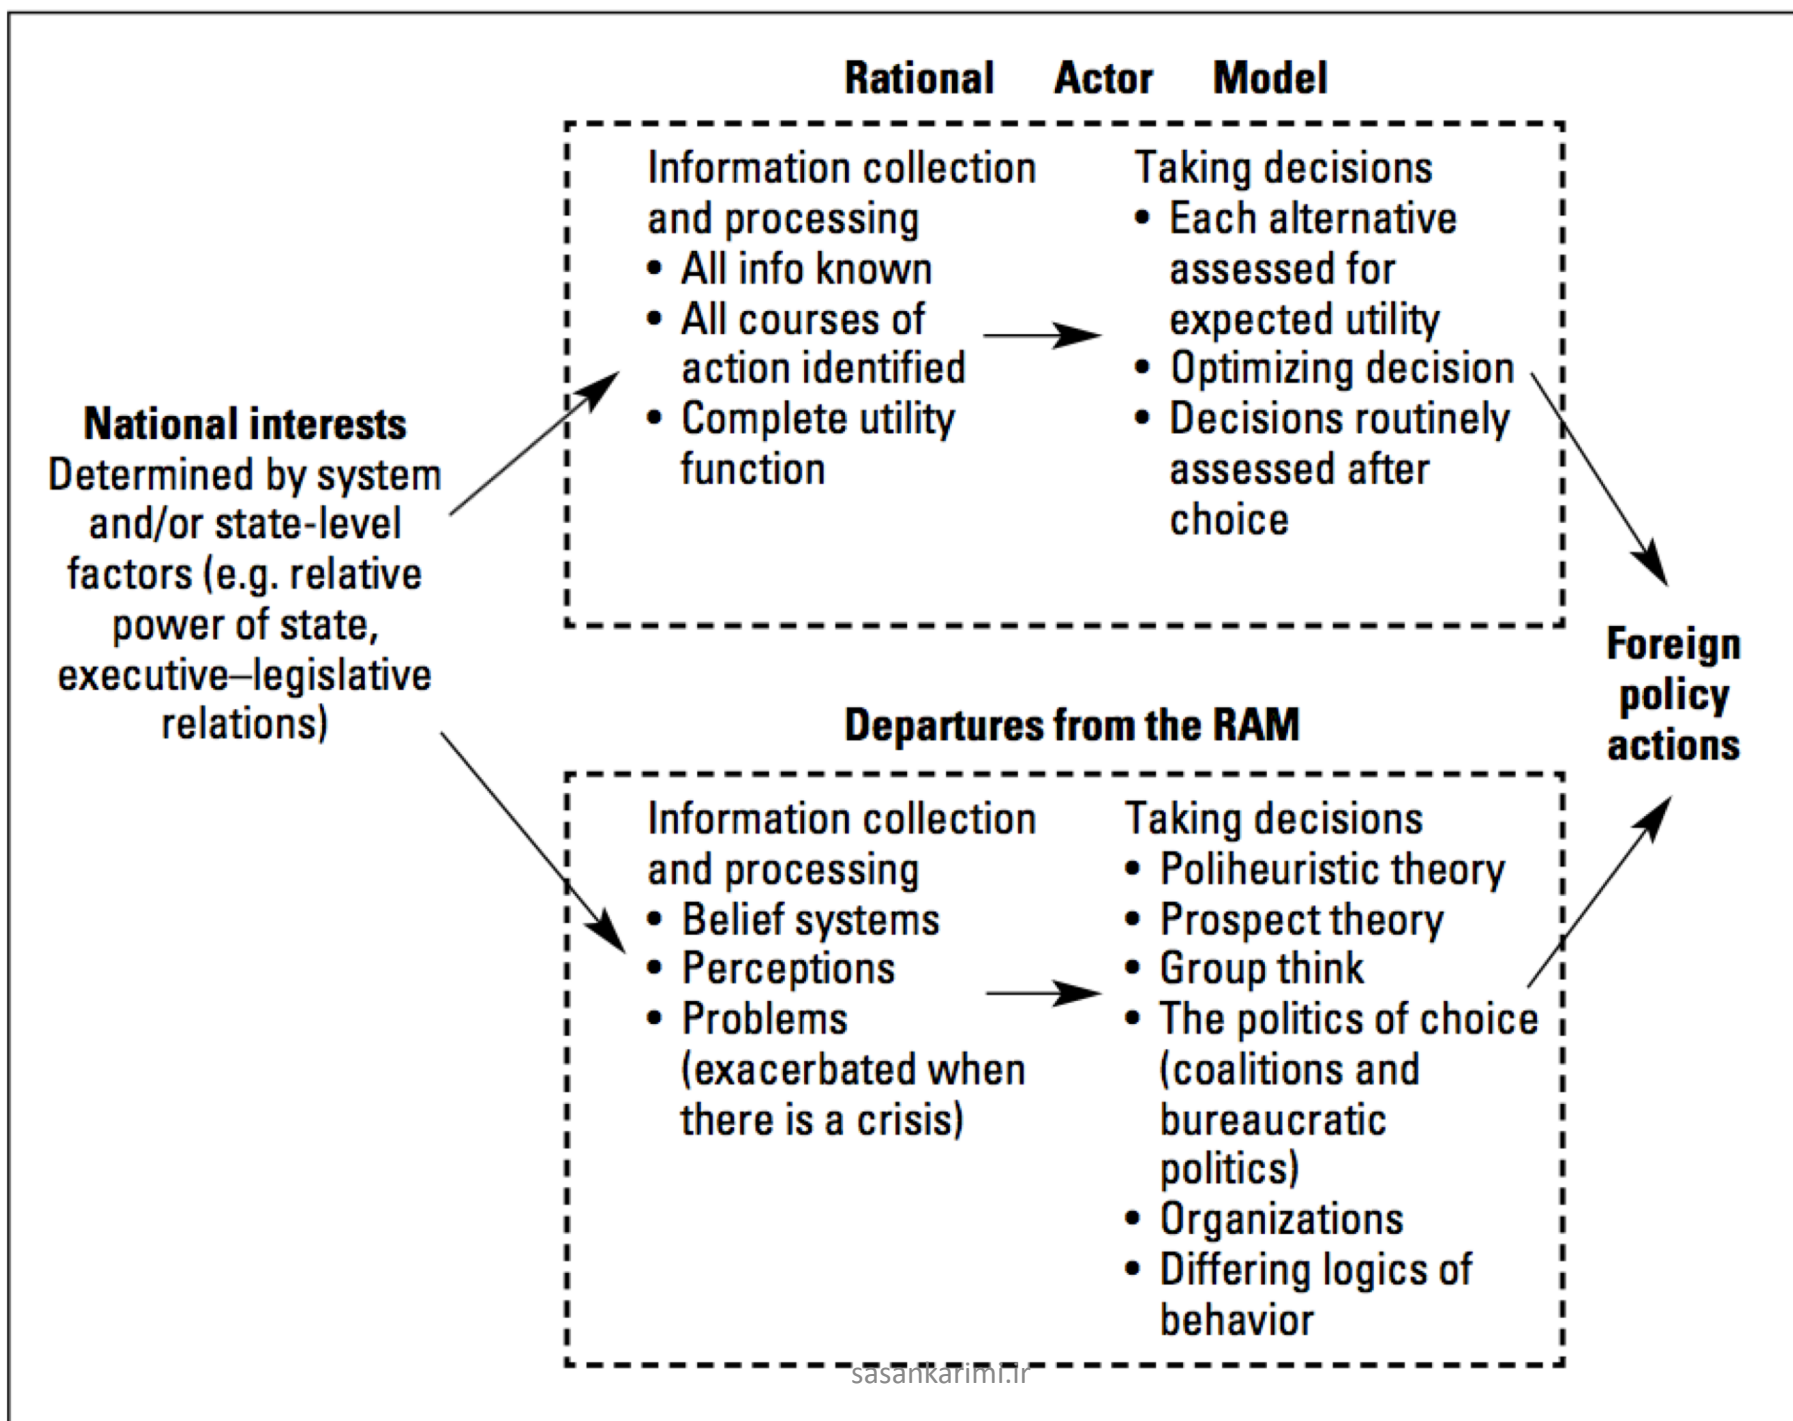 Rational Actor Model
Information collection
and processing
• All info known
• All courses of
action identified
• Complete utility
function
Taking decisions
• Each alternative
assessed for
expected utility
• Optimizing decision
• Decisions routinely
assessed after
choice
National interests
Determined by system
and/or state-level
factors (e.g. relative
power of state,
executive–legislative
relations)
Foreign
policy
actions
Departures from the RAM
Information collection
and processing
• Belief systems
• Perceptions
• Problems
(exacerbated when
there is a crisis)
Taking decisions
• Poliheuristic theory
• Prospect theory
• Group think
• The politics of choice
(coalitions and
bureaucratic
politics)
• Organizations
• Differing logics of
behavior
sasankarimi.ir